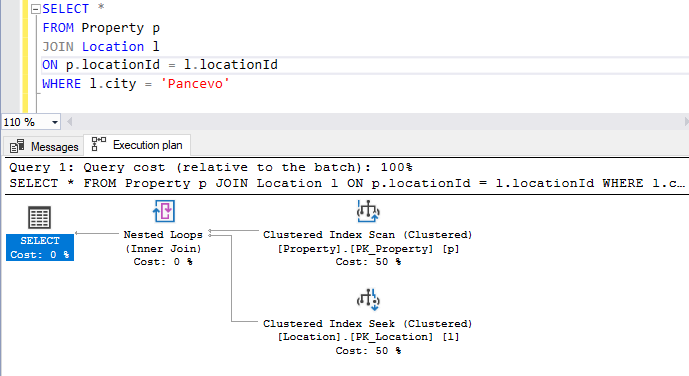 SELECT *
FROM Property p
JOIN Location l
ON p.locationId = l.locationId
WHERE l.city = 'Pancevo'
110 %
Messages
Execution plan
Query 1: Query cost (relative to the batch): 100%
SELECT * FROM Property p JOIN Location l ON p.locationId = l.locationId WHERE l.c…
SELECT
Cost: 0 %
Nested Loops
(Inner Join)
Cost: 0 %
Clustered Index Scan (Clustered)
[Property].[PK_Property] [p]
Cost: 50 %
Clustered Index Seek (Clustered)
[Location].[PK_Location] [l]
Cost: 50 %